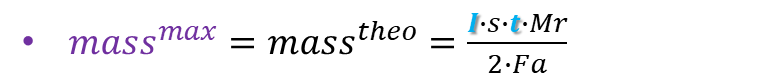 • mass^max = mass^theo = I·s·t·Mr / 2·Fa